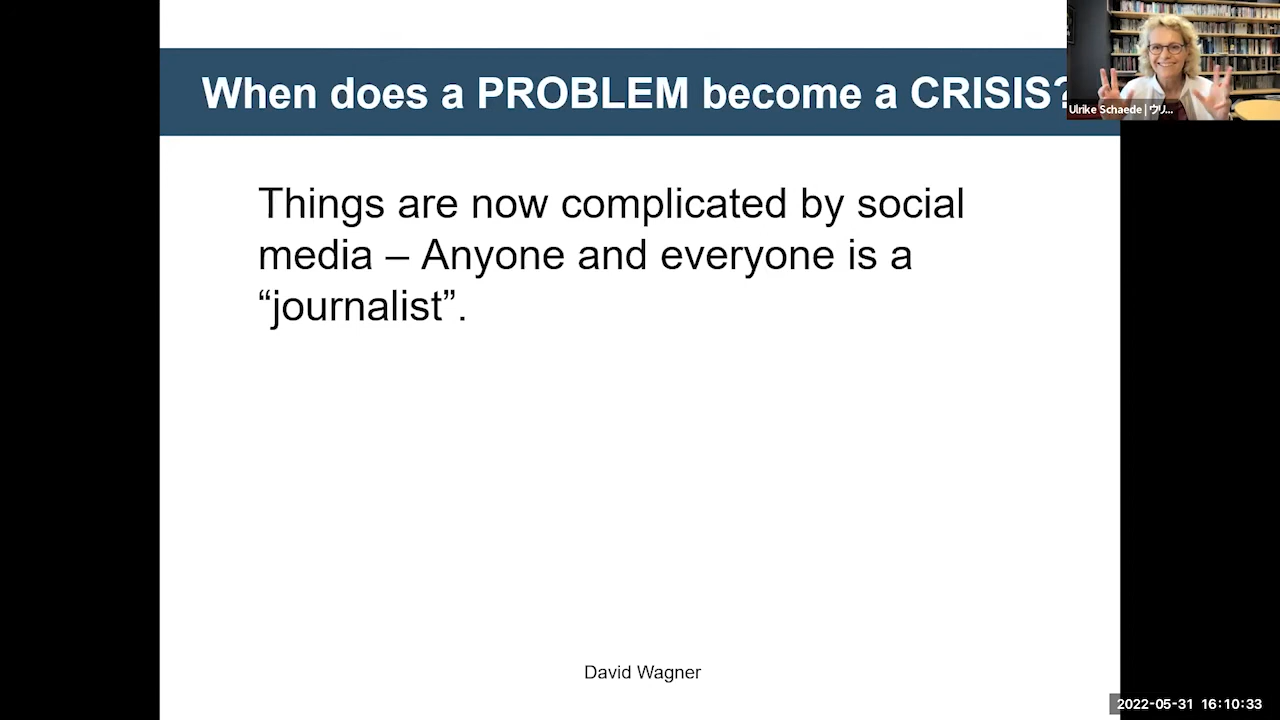 When does a PROBLEM become a CRISIS?
Ulrike Schaede | ウリ...
Things are now complicated by social
media – Anyone and everyone is a
“journalist”.
David Wagner
2022-05-31 16:10:33